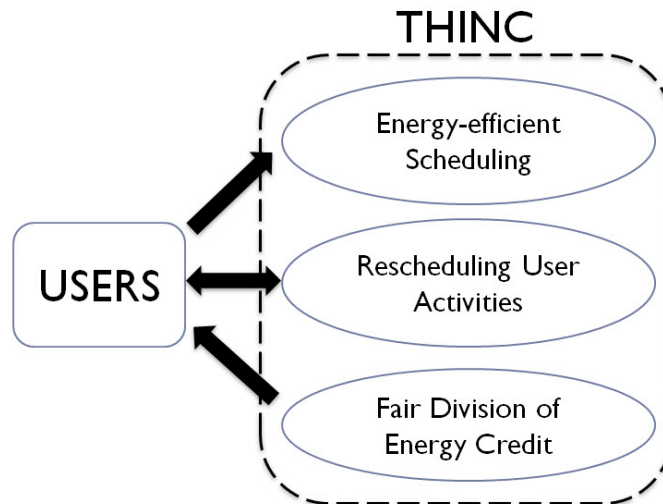 THINC
Energy-efficient
Scheduling
USERS
Rescheduling User
Activities
Fair Division of
Energy Credit